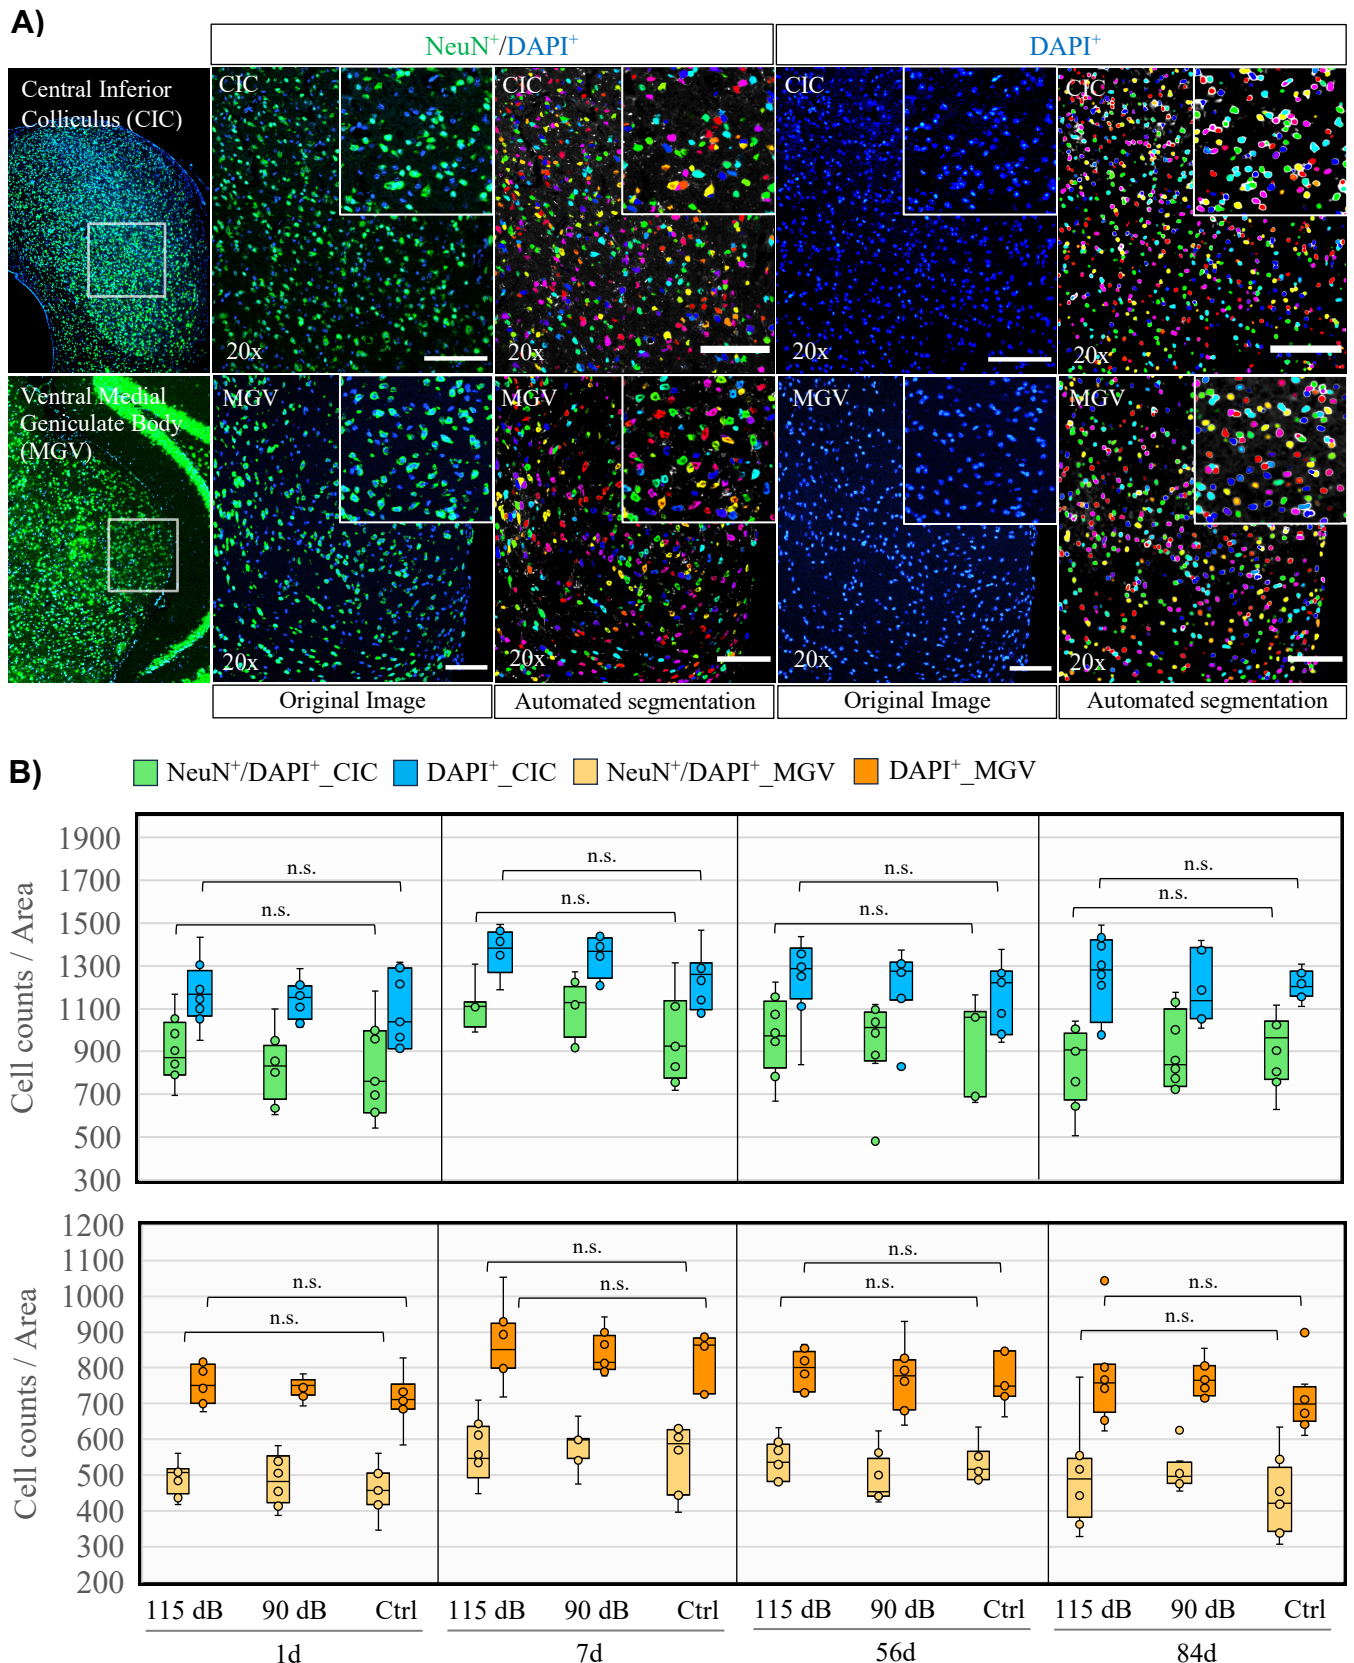 A)
NeuN⁺/DAPI⁺
DAPI⁺
Central Inferior
Colliculus (CIC)
CIC
CIC
CIC
CIC
20x
20x
20x
20x
Ventral Medial
Geniculate Body
(MGV)
MGV
MGV
MGV
MGV
20x
20x
20x
20x
Original Image
Automated segmentation
Original Image
Automated segmentation
B)
NeuN⁺/DAPI⁺_CIC
DAPI⁺_CIC
NeuN⁺/DAPI⁺_MGV
DAPI⁺_MGV
Cell counts / Area
1900
1700
1500
1300
1100
900
700
500
300
n.s.
n.s.
n.s.
n.s.
n.s.
n.s.
n.s.
n.s.
Cell counts / Area
1200
1100
1000
900
800
700
600
500
400
300
200
n.s.
n.s.
n.s.
n.s.
n.s.
n.s.
n.s.
n.s.
115 dB 90 dB Ctrl 115 dB 90 dB Ctrl 115 dB 90 dB Ctrl 115 dB 90 dB Ctrl
1d 7d 56d 84d